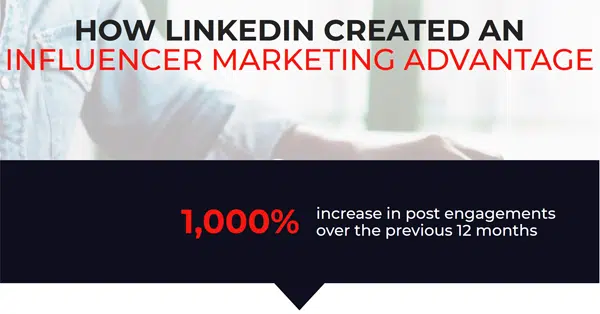 HOW LINKEDIN CREATED AN
INFLUENCER MARKETING ADVANTAGE
1,000%
increase in post engagements
over the previous 12 months